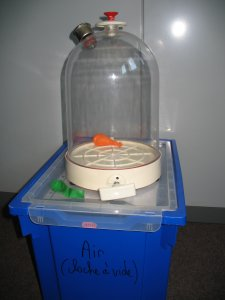 Air
(cloche à vide)